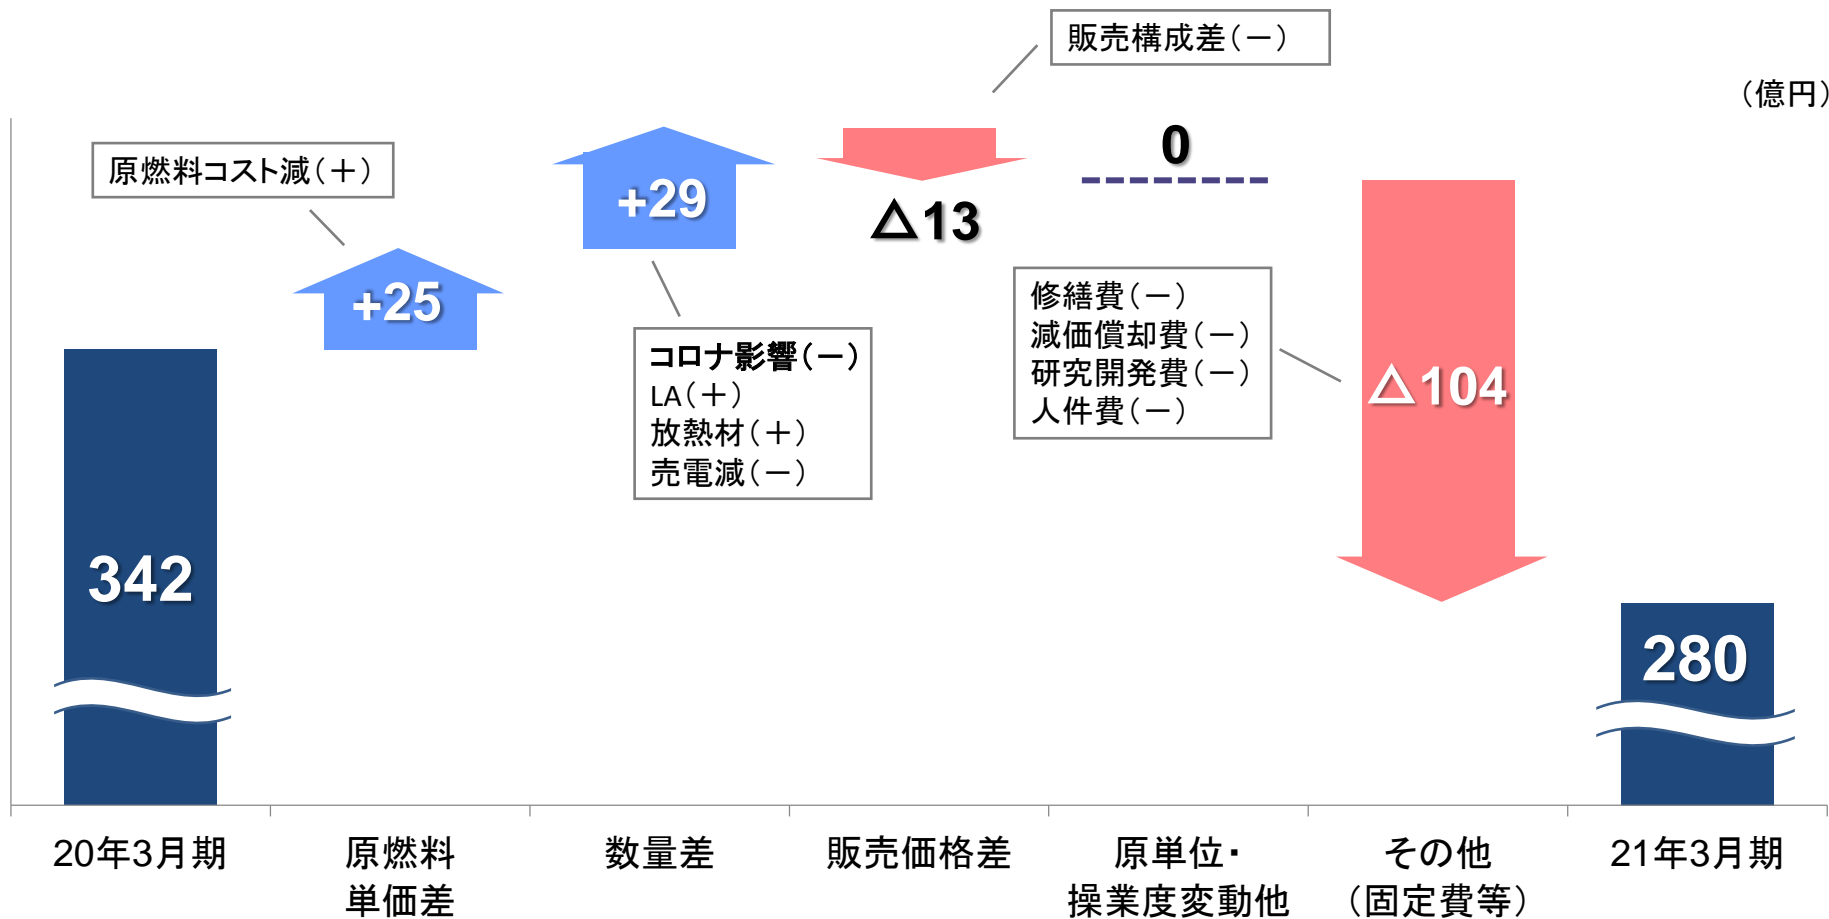 販売構成差(－)
(億円)
原燃料コスト減(＋)
0
+29
△13
+25
修繕費(－)
減価償却費(－)
研究開発費(－)
人件費(－)
コロナ影響(－)
LA(＋)
放熱材(＋)
売電減(－)
△104
342
280
20年3月期
原燃料
単価差
数量差
販売価格差
原単位・
操業度変動他
その他
(固定費等)
21年3月期